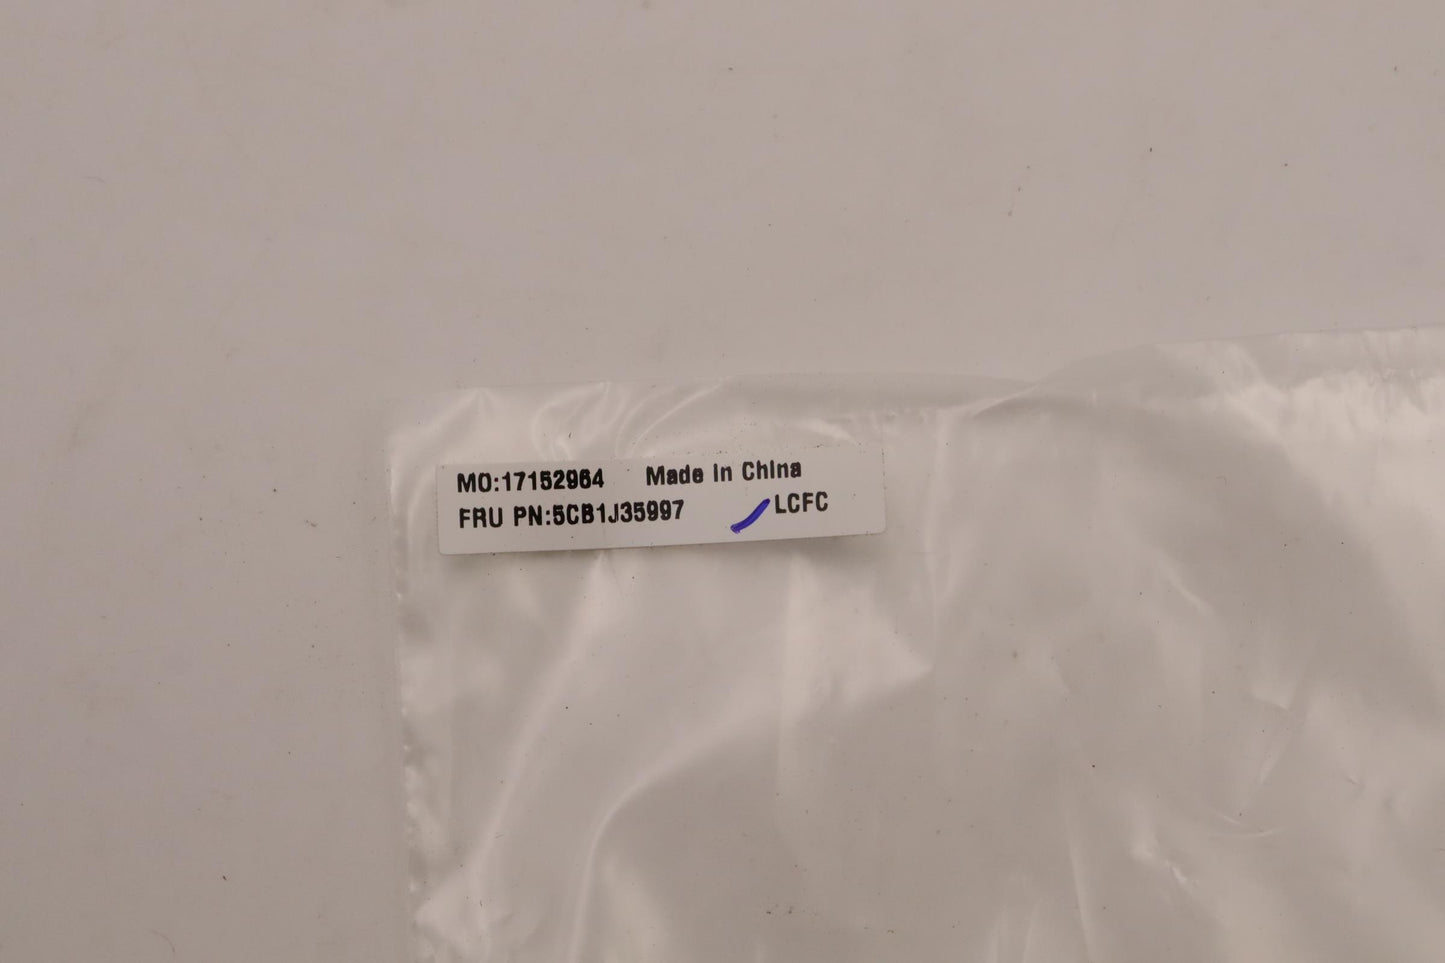 MO:17152964 Made In China
FRU PN:5CB1J35997 LCFC